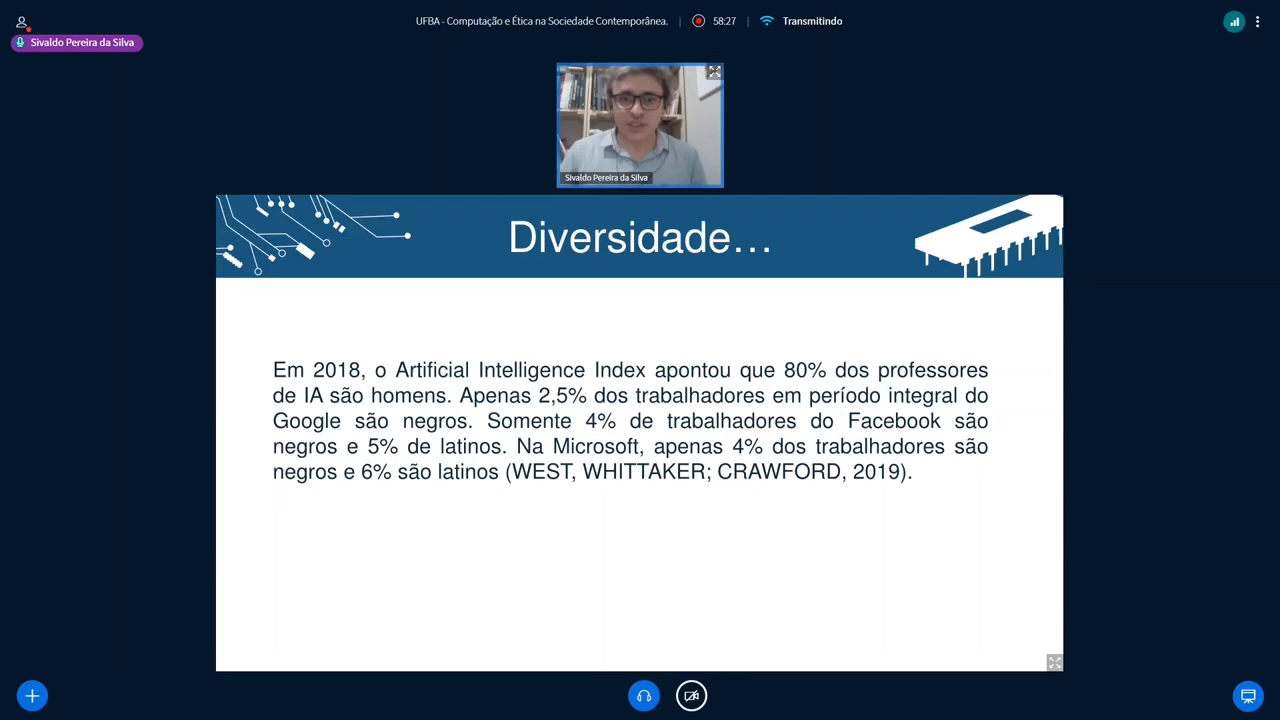 UFBA - Computação e Ética na Sociedade Contemporânea.
58:27
Transmitindo
Sivaldo Pereira da Silva
Sivaldo Pereira da Silva
Diversidade...
Em 2018, o Artificial Intelligence Index apontou que 80% dos professores
de IA são homens. Apenas 2,5% dos trabalhadores em período integral do
Google são negros. Somente 4% de trabalhadores do Facebook são
negros e 5% de latinos. Na Microsoft, apenas 4% dos trabalhadores são
negros e 6% são latinos (WEST, WHITTAKER; CRAWFORD, 2019).